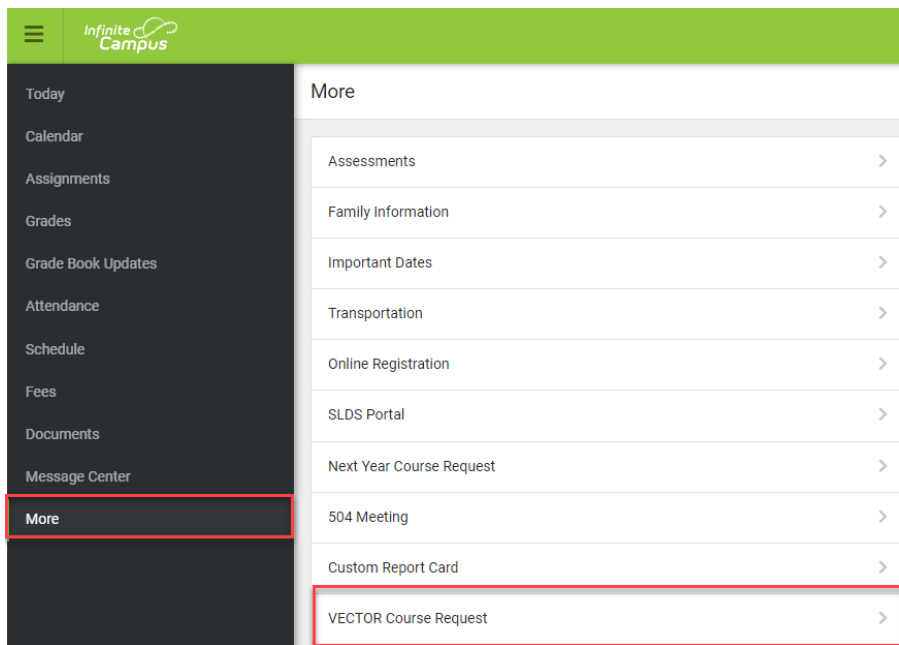 Infinite
Campus
Today
Calendar
Assignments
Grades
Grade Book Updates
Attendance
Schedule
Fees
Documents
Message Center
More
More
Assessments
Family Information
Important Dates
Transportation
Online Registration
SLDS Portal
Next Year Course Request
504 Meeting
Custom Report Card
VECTOR Course Request